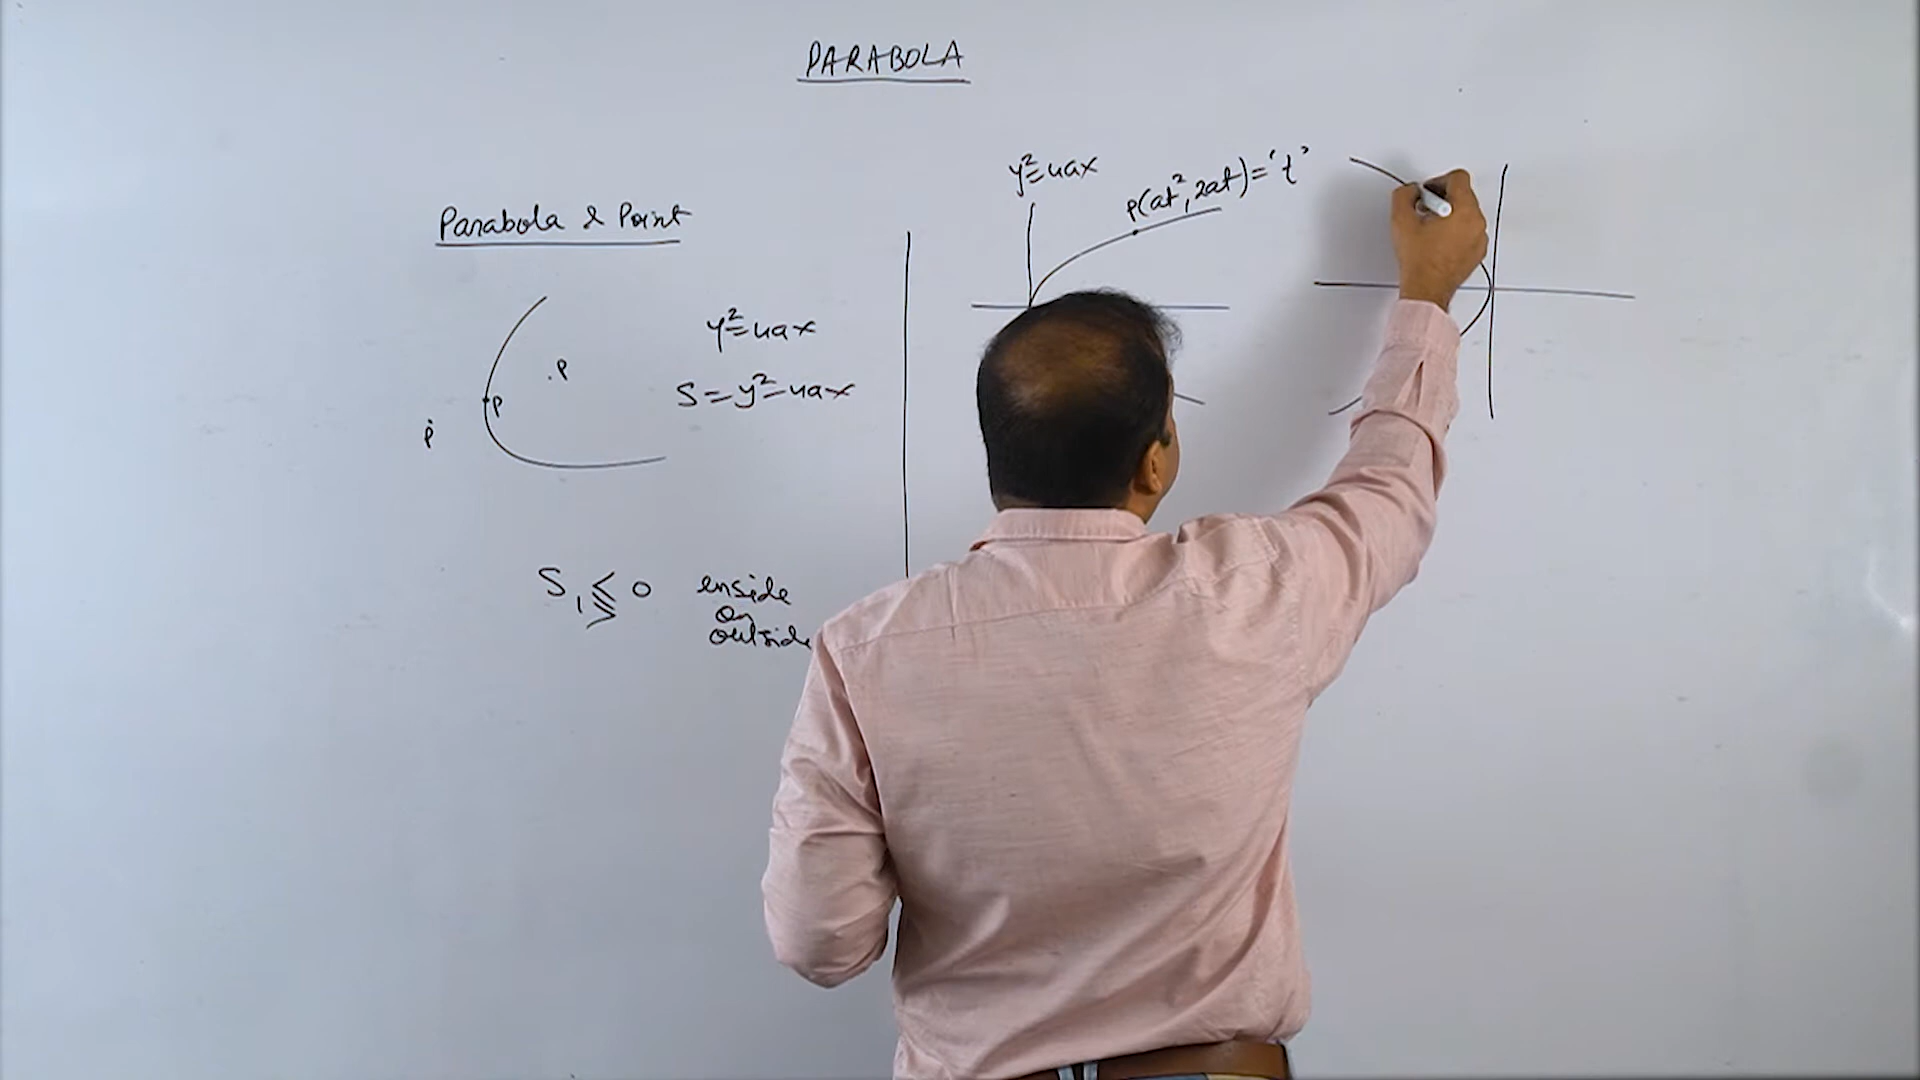 PARABOLA
Parabola & Point
.P
P
P
y²=4ax
S=y²-4ax
S₁ ⋚ 0 inside
on
outside
y²=4ax
P(at², 2at)='t'